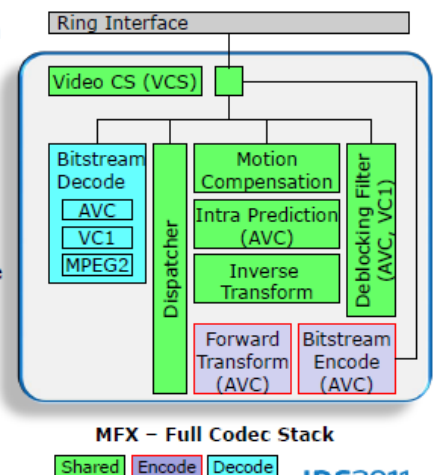 Ring Interface
Video CS (VCS)
Bitstream
Decode
AVC
VC1
MPEG2
Dispatcher
Motion
Compensation
Intra Prediction
(AVC)
Inverse
Transform
Deblocking Filter
(AVC, VC1)
Forward
Transform
(AVC)
Bitstream
Encode
(AVC)
MFX – Full Codec Stack
Shared Encode Decode